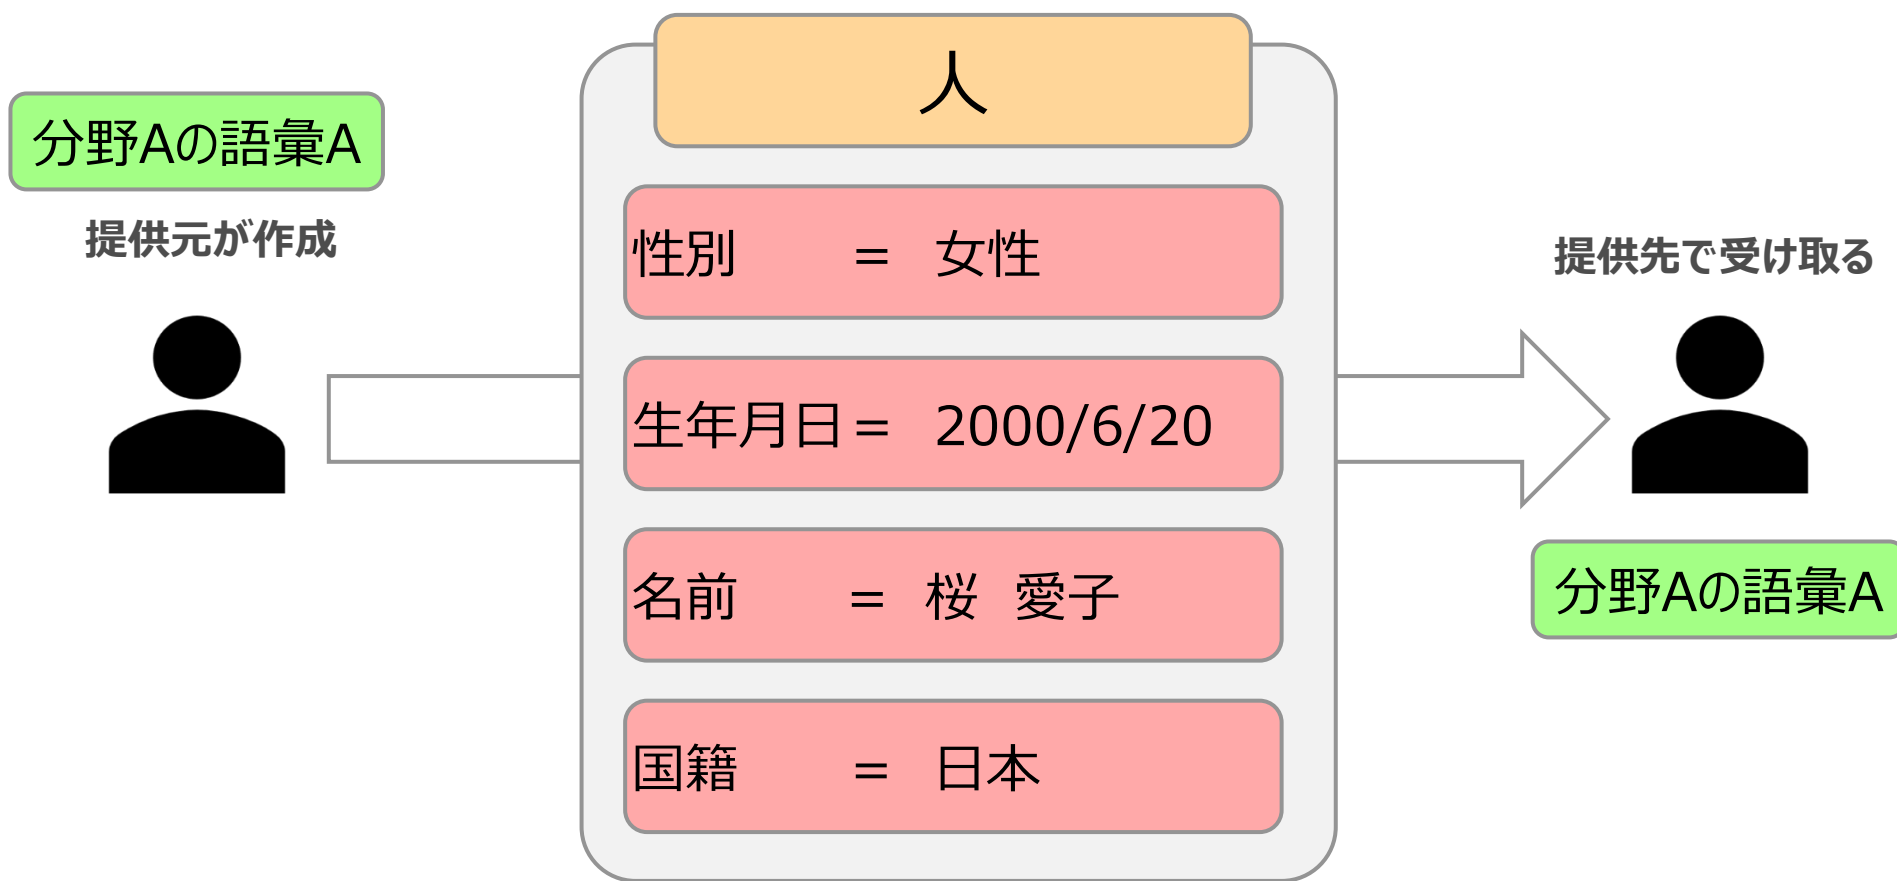 人
分野Aの語彙A
提供元が作成
性別 = 女性
生年月日 = 2000/6/20
名前 = 桜 愛子
国籍 = 日本
提供先で受け取る
分野Aの語彙A